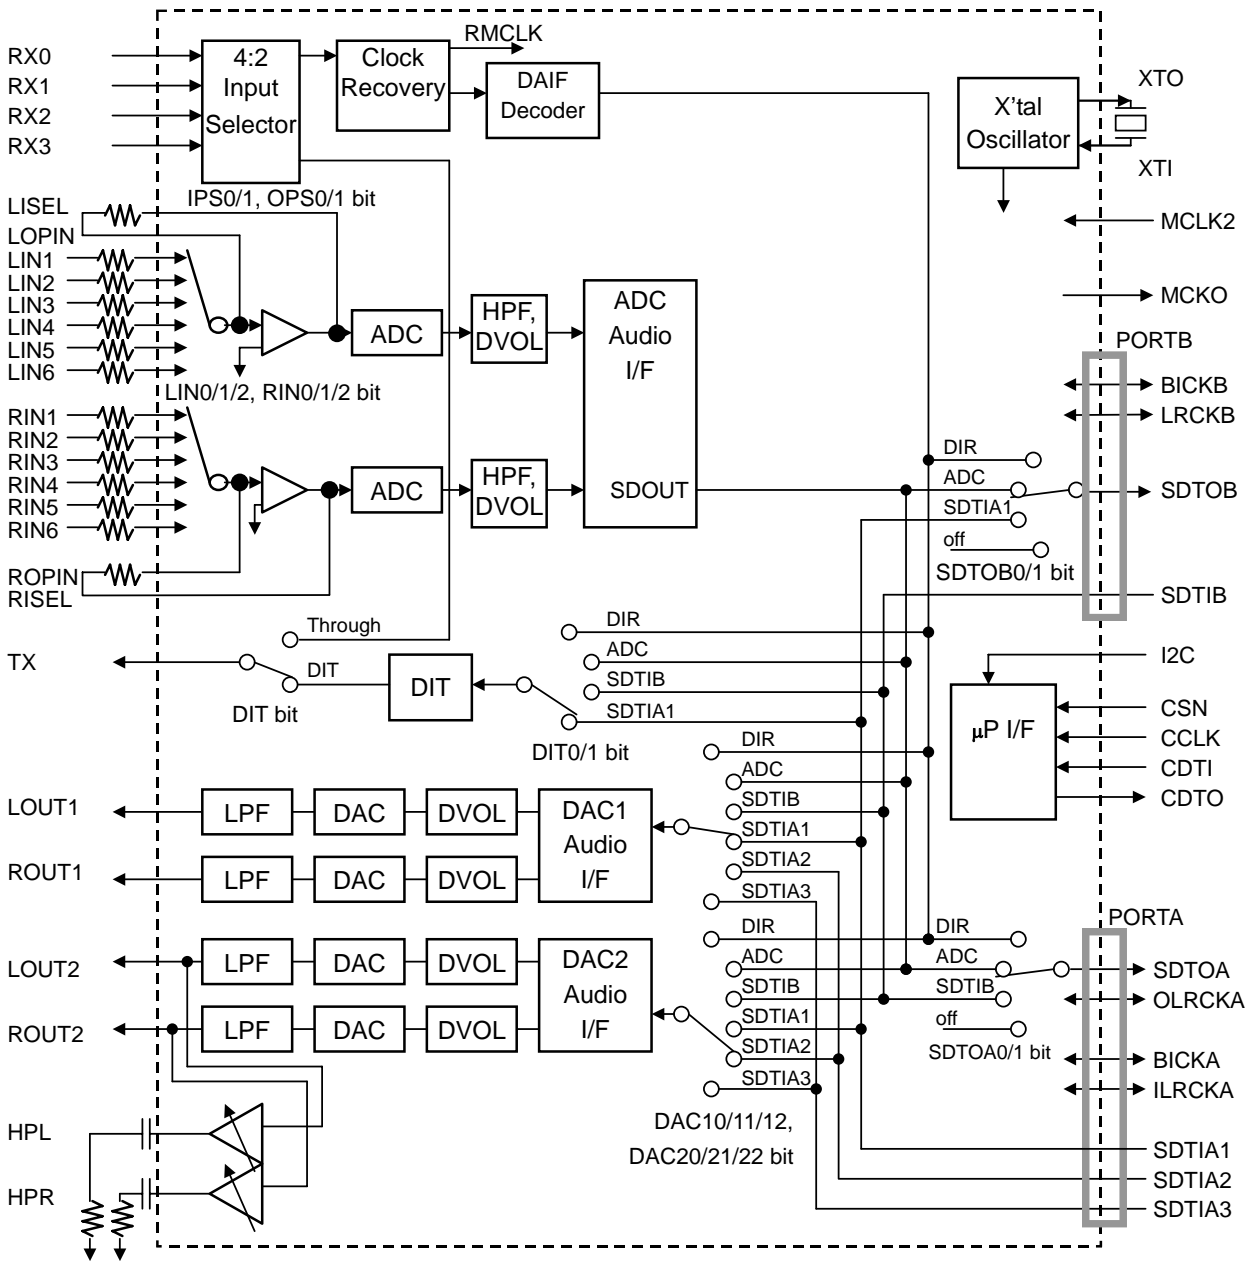 RX0
RX1
RX2
RX3
4:2
Input
Selector
IPS0/1, OPS0/1 bit
Clock
Recovery
RMCLK
DAIF
Decoder
X'tal
Oscillator
XTO
XTI
MCLK2
MCKO
LISEL
LOPIN
LIN1
LIN2
LIN3
LIN4
LIN5
LIN6
LIN0/1/2, RIN0/1/2 bit
RIN1
RIN2
RIN3
RIN4
RIN5
RIN6
ROPIN
RISEL
ADC
HPF,
DVOL
ADC
HPF,
DVOL
ADC
Audio
I/F
SDOUT
PORTB
BICKB
LRCKB
SDTOB
SDTIB
DIR
ADC
SDTIA1
off
SDTOB0/1 bit
TX
Through
DIT
DIT bit
DIT
DIR
ADC
SDTIB
SDTIA1
DIT0/1 bit
I2C
µP I/F
CSN
CCLK
CDTI
CDTO
LOUT1
LPF
DAC
DVOL
ROUT1
LPF
DAC
DVOL
DAC1
Audio
I/F
DIR
ADC
SDTIB
SDTIA1
SDTIA2
SDTIA3
LOUT2
LPF
DAC
DVOL
ROUT2
LPF
DAC
DVOL
DAC2
Audio
I/F
DIR
ADC
SDTIB
SDTIA1
SDTIA2
SDTIA3
DAC10/11/12,
DAC20/21/22 bit
DIR
ADC
SDTIB
off
SDTOA0/1 bit
PORTA
SDTOA
OLRCKA
BICKA
ILRCKA
SDTIA1
SDTIA2
SDTIA3
HPL
HPR